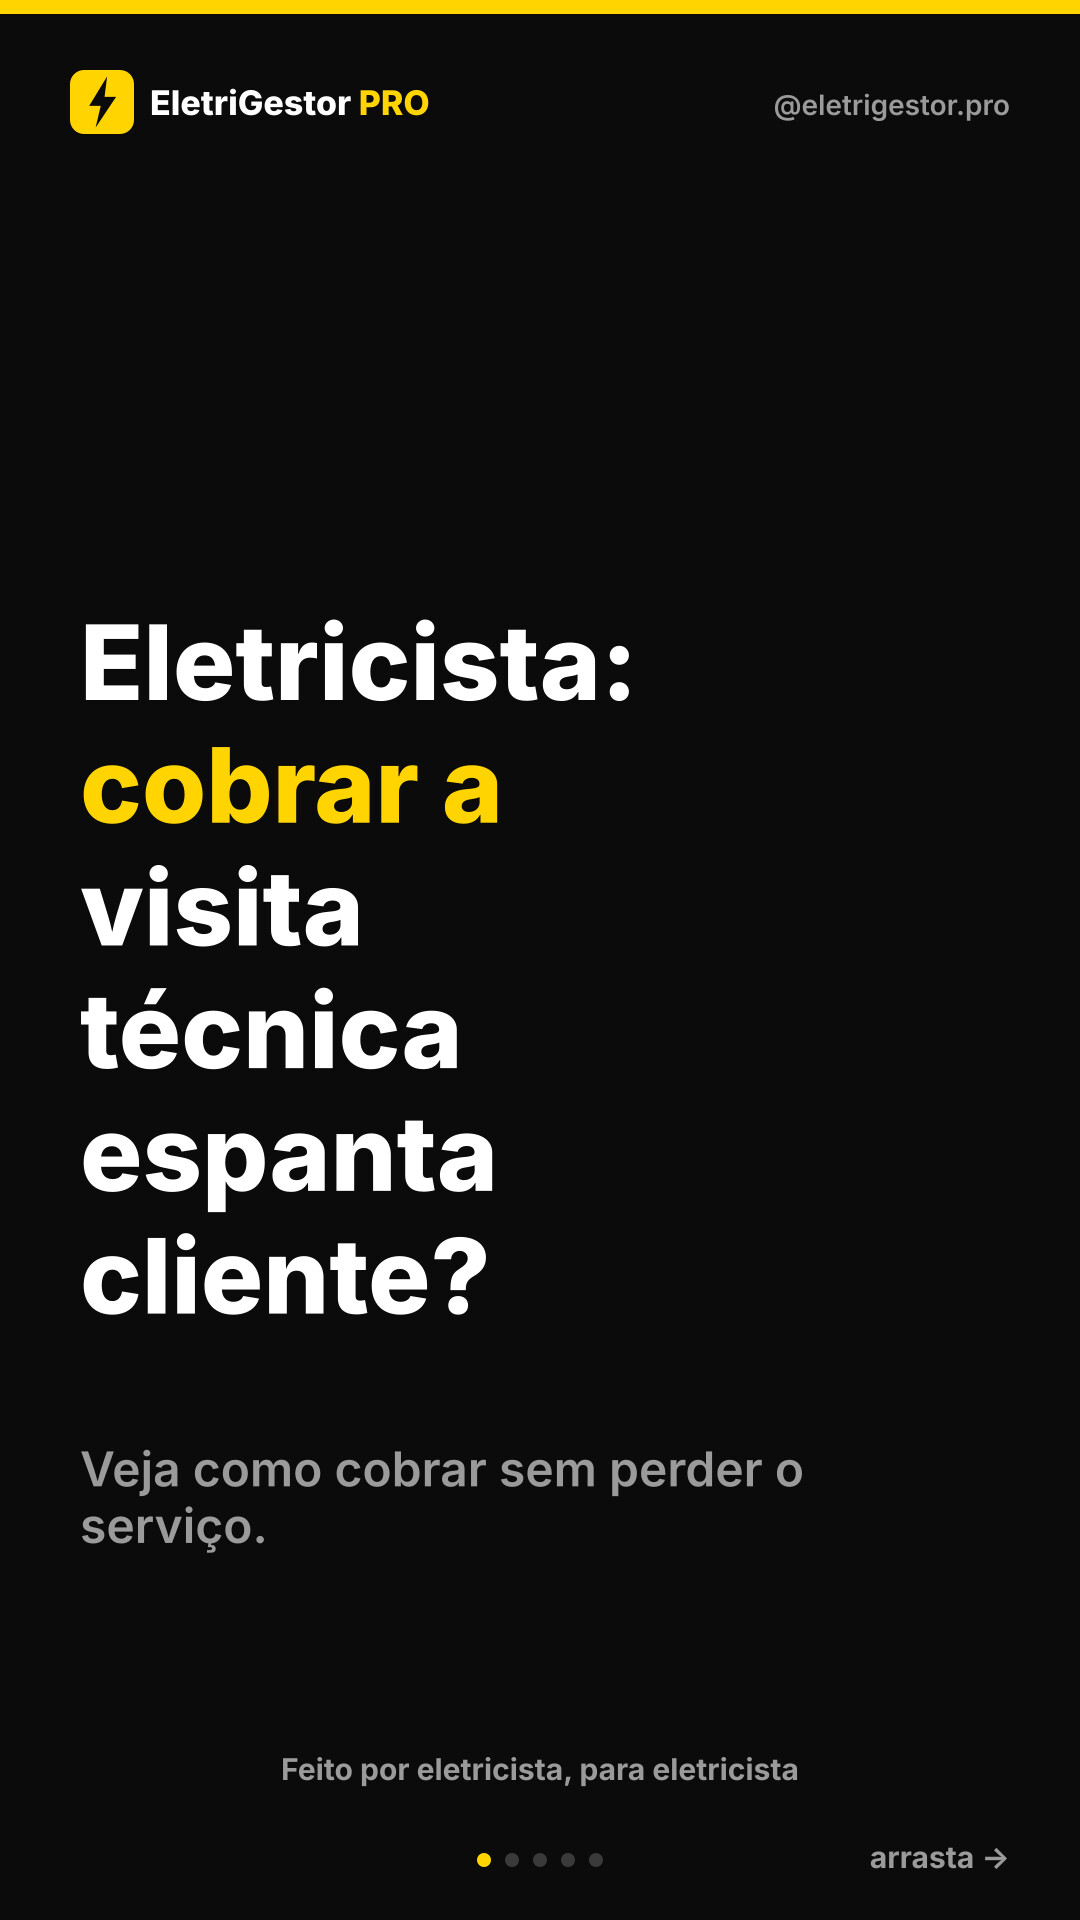 EletriGestor PRO
@eletrigestor.pro
Eletricista:
cobrar a
visita
técnica
espanta
cliente?
Veja como cobrar sem perder o
serviço.
Feito por eletricista, para eletricista
arrasta →